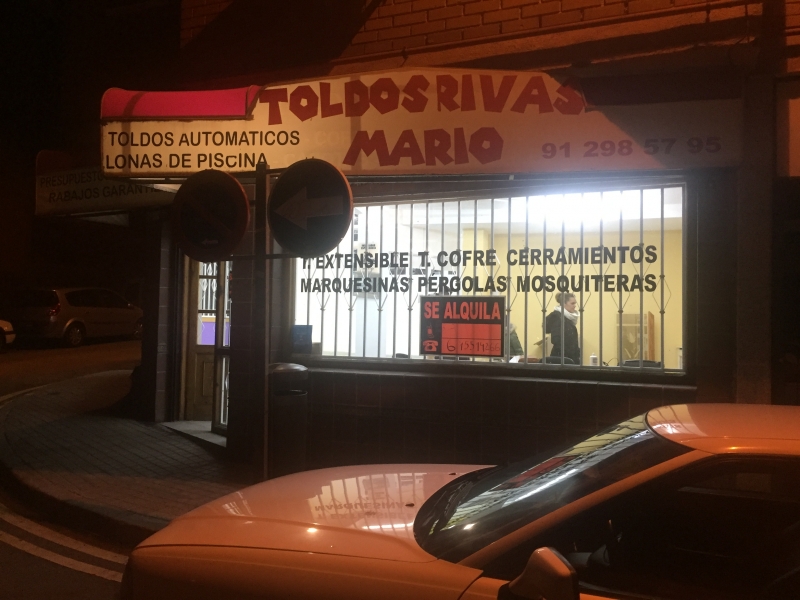 TOLDOS RIVAS
MARIO
91 298 57 95
TOLDOS AUTOMATICOS
LONAS DE PISCINA
T. EXTENSIBLE T. COFRE CERRAMIENTOS
MARQUESINAS PÉRGOLAS MOSQUITERAS
SE ALQUILA